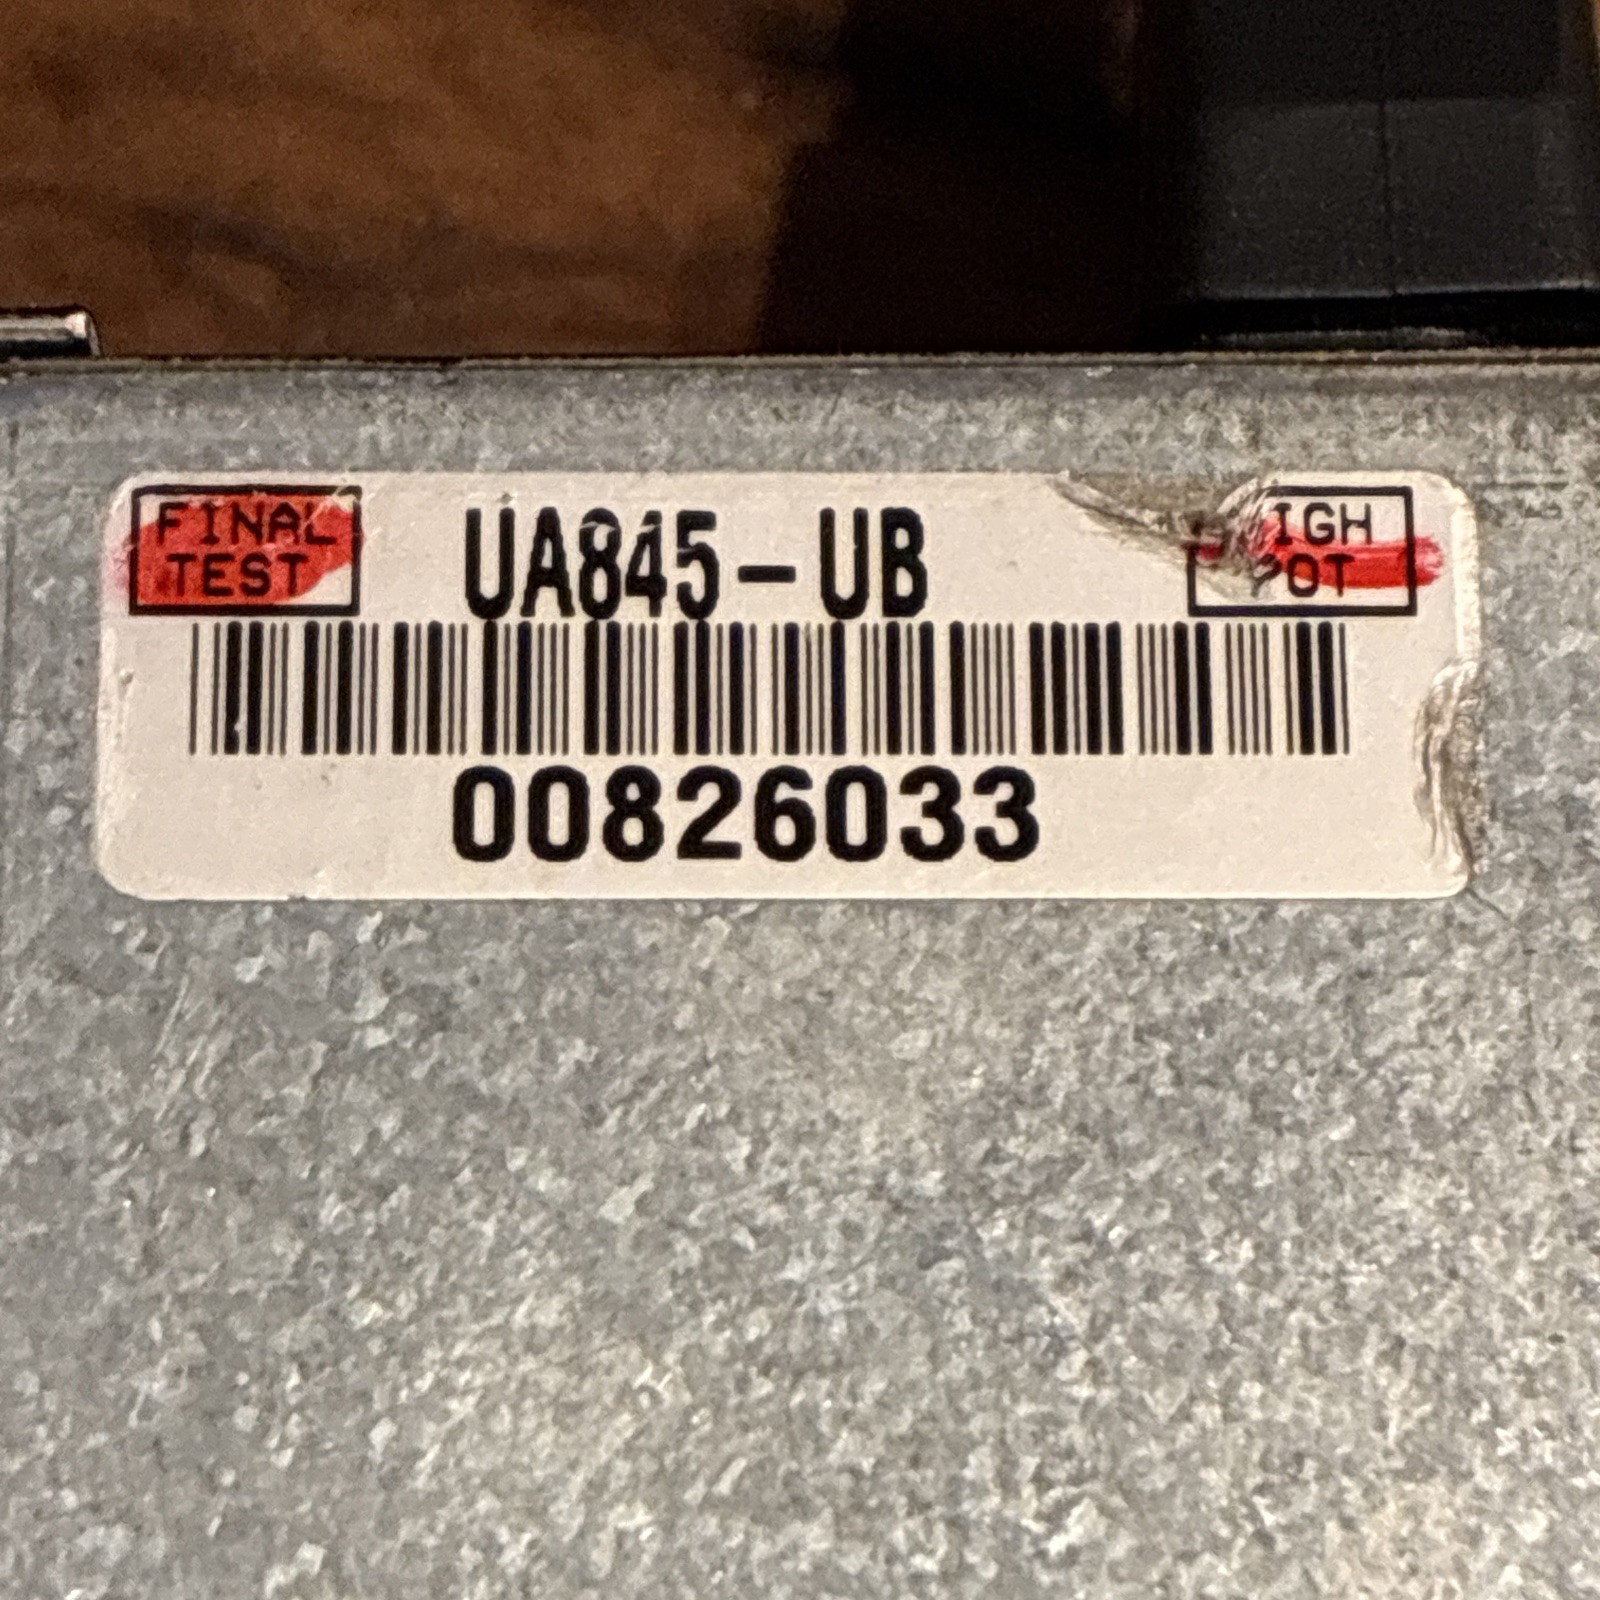 FINAL
TEST
UA845-UB
IGH
POT
00826033